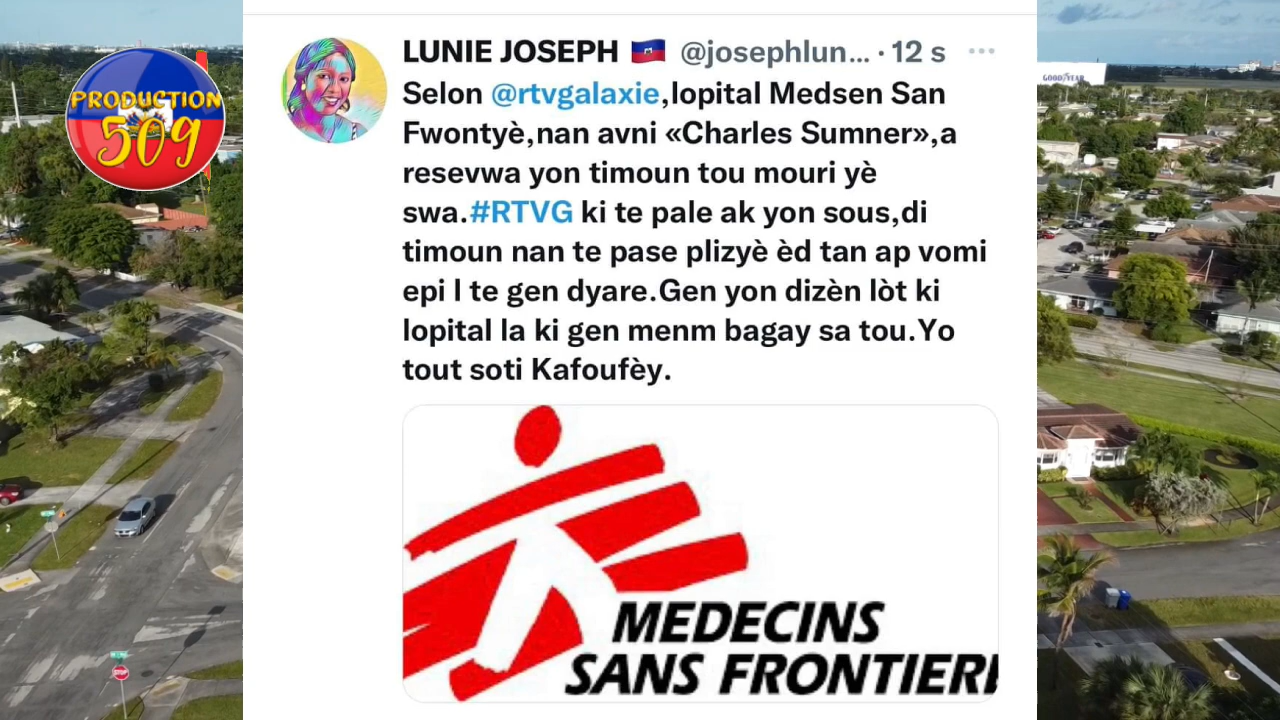 PRODUCTION
509
LUNIE JOSEPH 🇭🇹 @josephlun... · 12 s
Selon @rtvgalaxie,lopital Medsen San
Fwontyè,nan avni «Charles Sumner»,a
resevwa yon timoun tou mouri yè
swa.#RTVG ki te pale ak yon sous,di
timoun nan te pase plizyè èd tan ap vomi
epi l te gen dyare.Gen yon dizèn lòt ki
lopital la ki gen menm bagay sa tou.Yo
tout soti Kafoufèy.
MEDECINS
SANS FRONTIERE
GOODYEAR